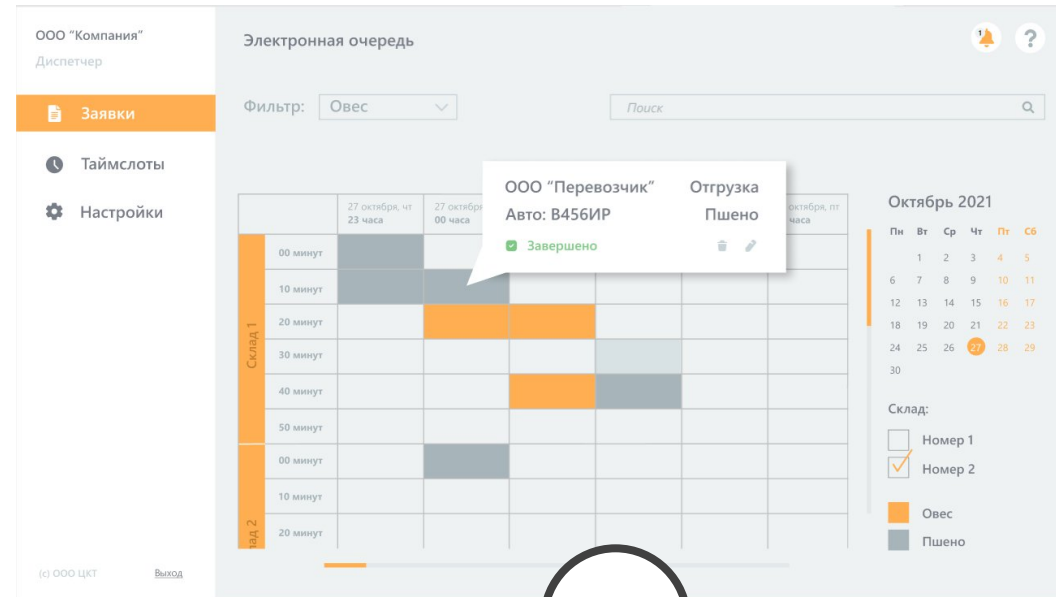 ООО “Компания”
Диспетчер
Заявки
Таймслоты
Настройки
(c) ООО ЦКТ Выход
Электронная очередь
1
?
Фильтр: Овес
Поиск
ООО “Перевозчик” Отгрузка
Авто: В456ИР Пшено
Завершено
27 октября, чт
23 часа
27 октября
00 часа
октября, пт
часа
Склад 1
00 минут
10 минут
20 минут
30 минут
40 минут
50 минут
лад 2
00 минут
10 минут
20 минут
Октябрь 2021
Пн Вт Ср Чт Пт Сб
1 2 3 4 5
6 7 8 9 10 11
12 13 14 15 16 17
18 19 20 21 22 23
24 25 26 27 28 29
30
Склад:
Номер 1
Номер 2
Овес
Пшено